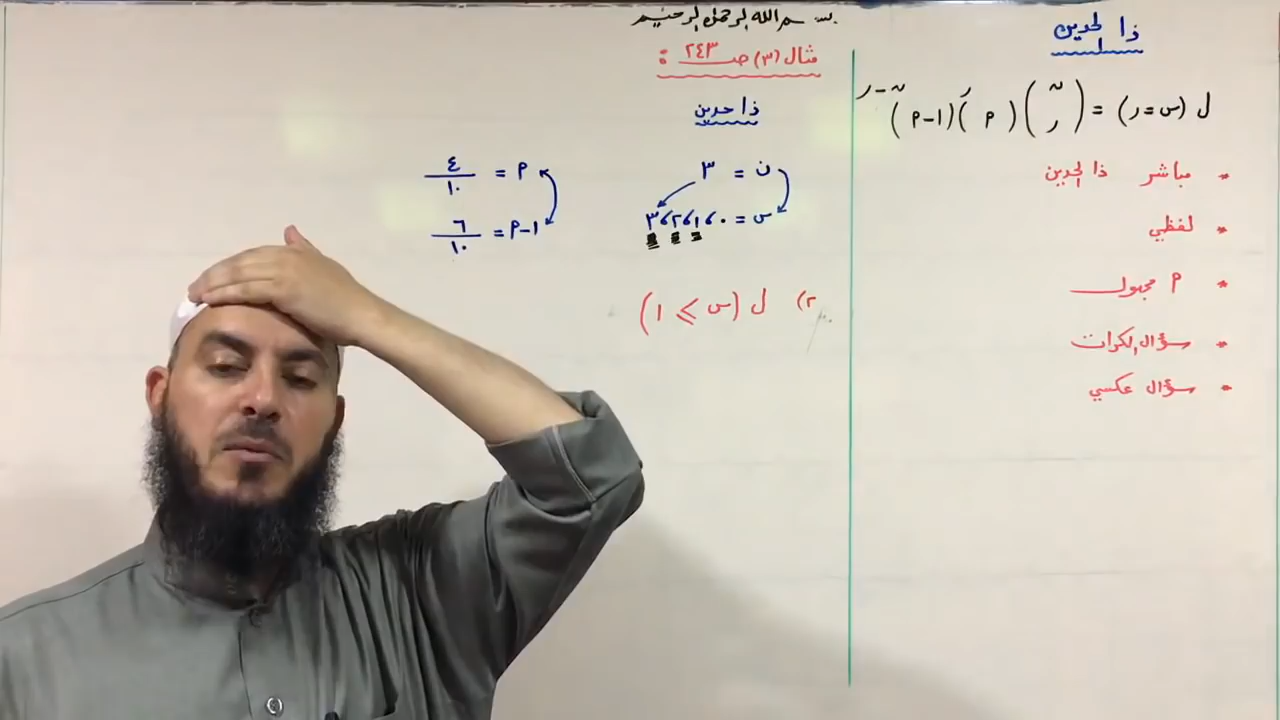 بسم الله الرحمن الرحيم
ذا الحدين
ل (س=ر) = (ن ر) (م)^ر (١-م)^ن-ر
* مباشر ذا الحدين
* لفظي
* م مجهول
* سؤال الكرات
* سؤال عكسي
مثال (٣) صـ ٢٤٣ :
ذا حدين
ن = ٣
س = ٠،١،٢،٣
م = ٤/١٠
١-م = ٦/١٠
٢) ل (س ≥ ١)